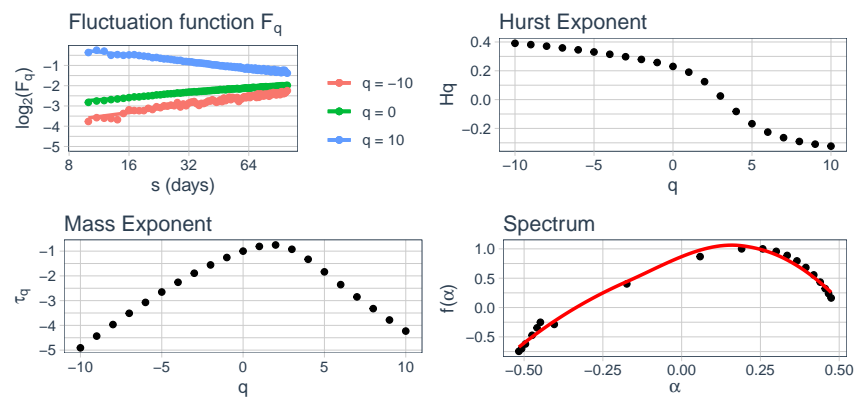 Fluctuation function Fq
log2(Fq)
−1
−2
−3
−4
−5
8
16
32
64
s (days)
q = −10
q = 0
q = 10
Hurst Exponent
Hq
0.4
0.2
0.0
−0.2
−10
−5
0
5
10
q
Mass Exponent
τq
−1
−2
−3
−4
−5
−10
−5
0
5
10
q
Spectrum
f(α)
1.0
0.5
0.0
−0.5
−0.50
−0.25
0.00
0.25
0.50
α